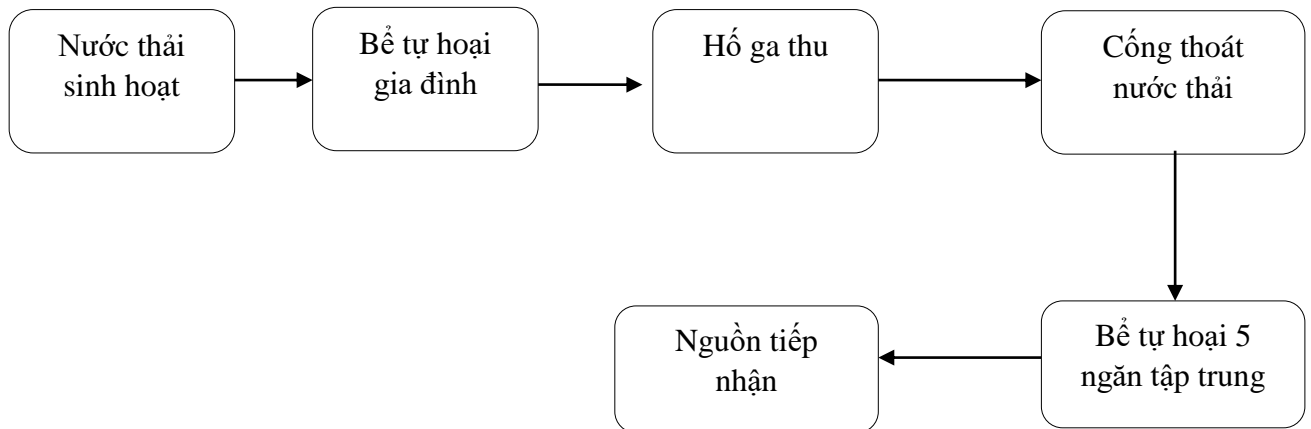 Nước thải
sinh hoạt
Bể tự hoại
gia đình
Hố ga thu
Cống thoát
nước thải
Bể tự hoại 5
ngăn tập trung
Nguồn tiếp
nhận